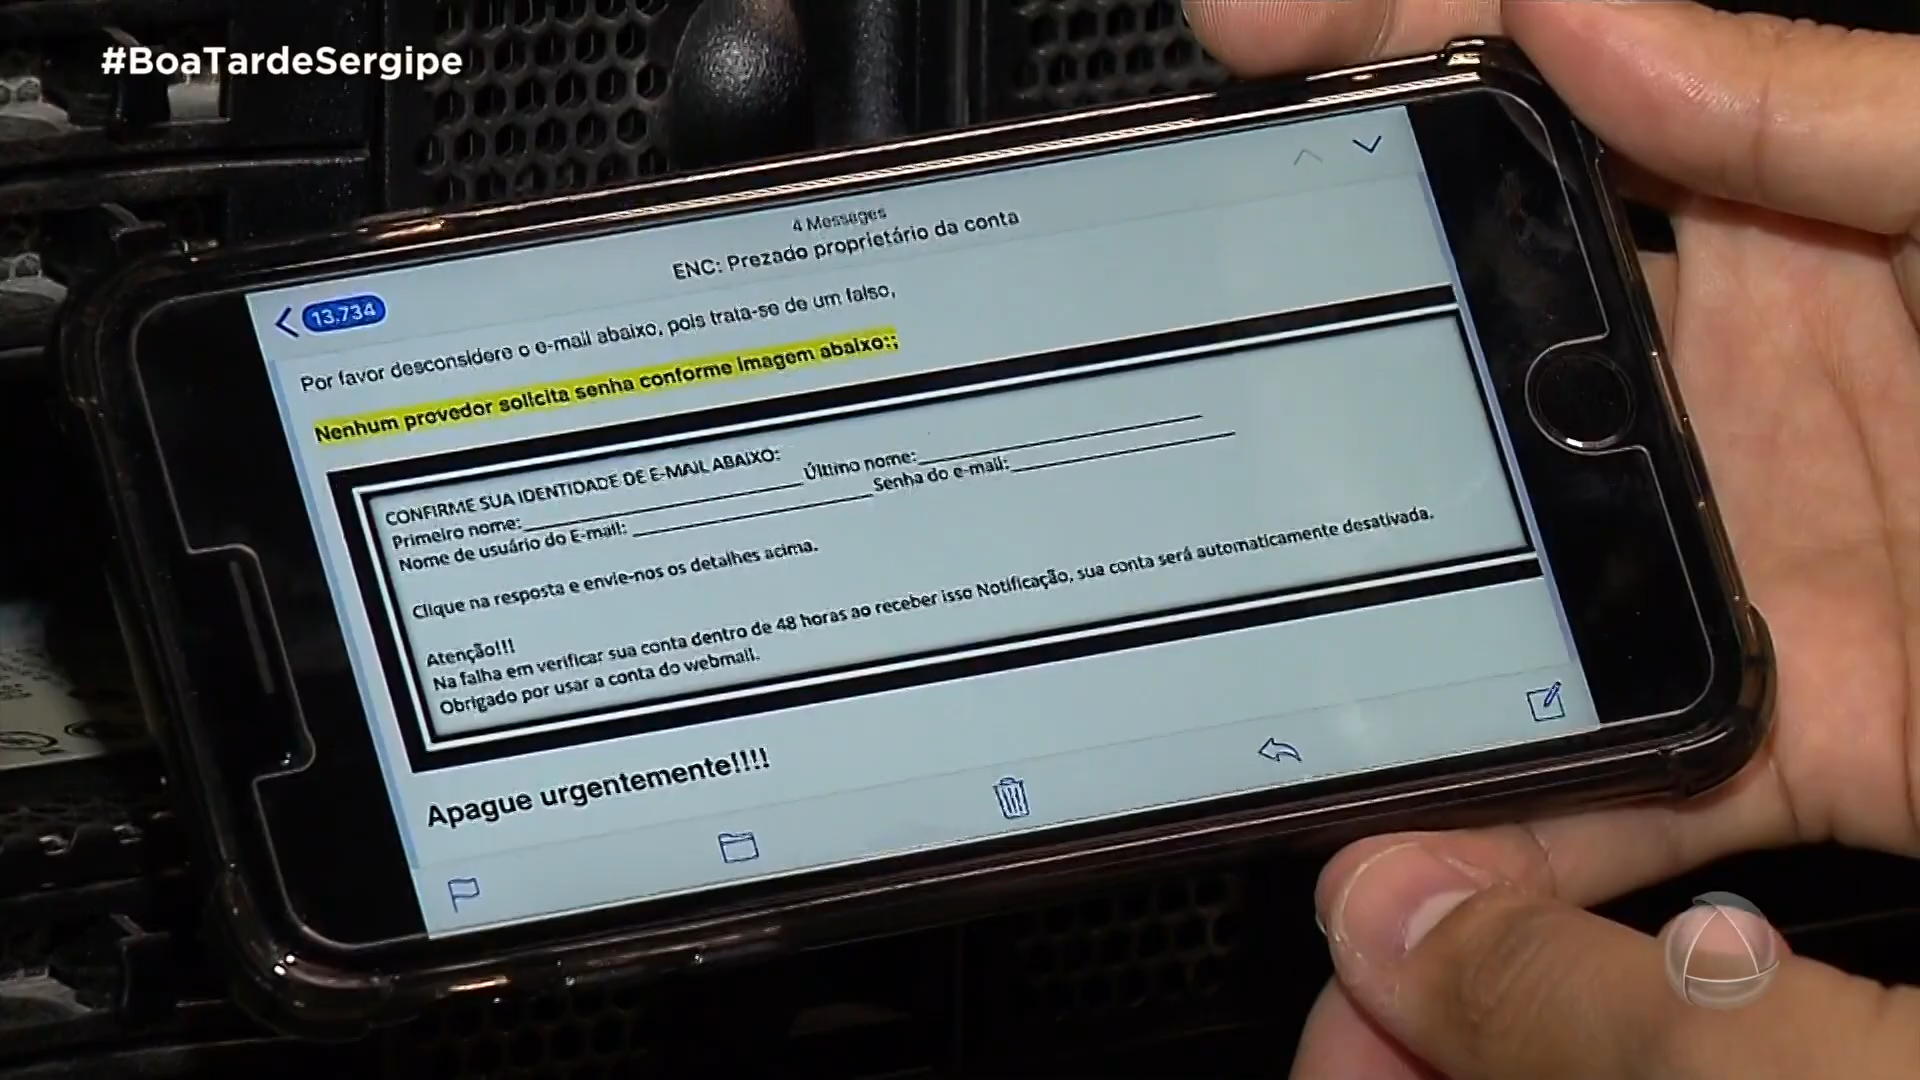 #BoaTardeSergipe
4 Messages
ENC: Prezado proprietário da conta
13.734
Por favor desconsidere o e-mail abaixo, pois trata-se de um falso,
Nenhum provedor solicita senha conforme imagem abaixo:;
CONFIRME SUA IDENTIDADE DE E-MAIL ABAIXO:
Primeiro nome:____________________Último nome:____________________
Nome de usuário do E-mail: ____________________Senha do e-mail:____________________
Clique na resposta e envie-nos os detalhes acima.
Atenção!!!
Na falha em verificar sua conta dentro de 48 horas ao receber isso Notificação, sua conta será automaticamente desativada.
Obrigado por usar a conta do webmail.
Apague urgentemente!!!!